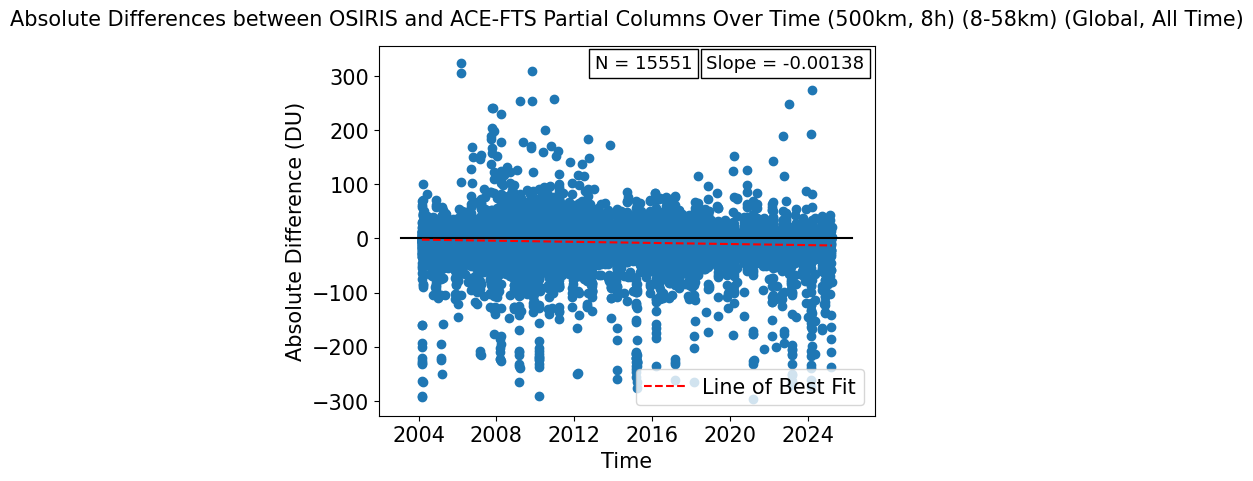 Absolute Differences between OSIRIS and ACE-FTS Partial Columns Over Time (500km, 8h) (8-58km) (Global, All Time)
N = 15551
Slope = -0.00138
300
200
100
0
−100
−200
−300
Absolute Difference (DU)
Line of Best Fit
2004
2008
2012
2016
2020
2024
Time